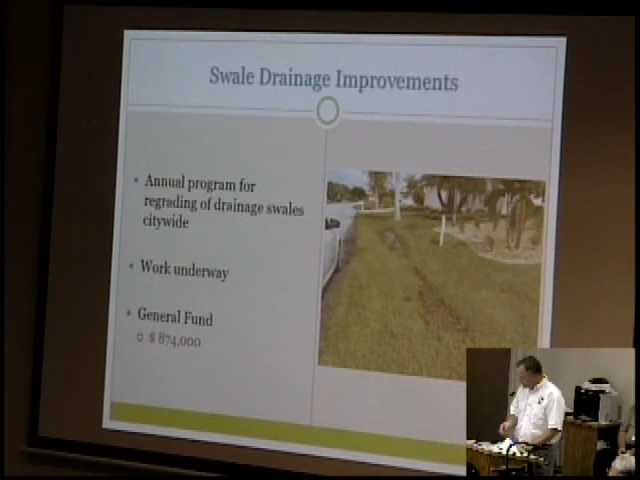 Swale Drainage Improvements
Annual program for
regrading of drainage swales
citywide
Work underway
General Fund
$ 874,000